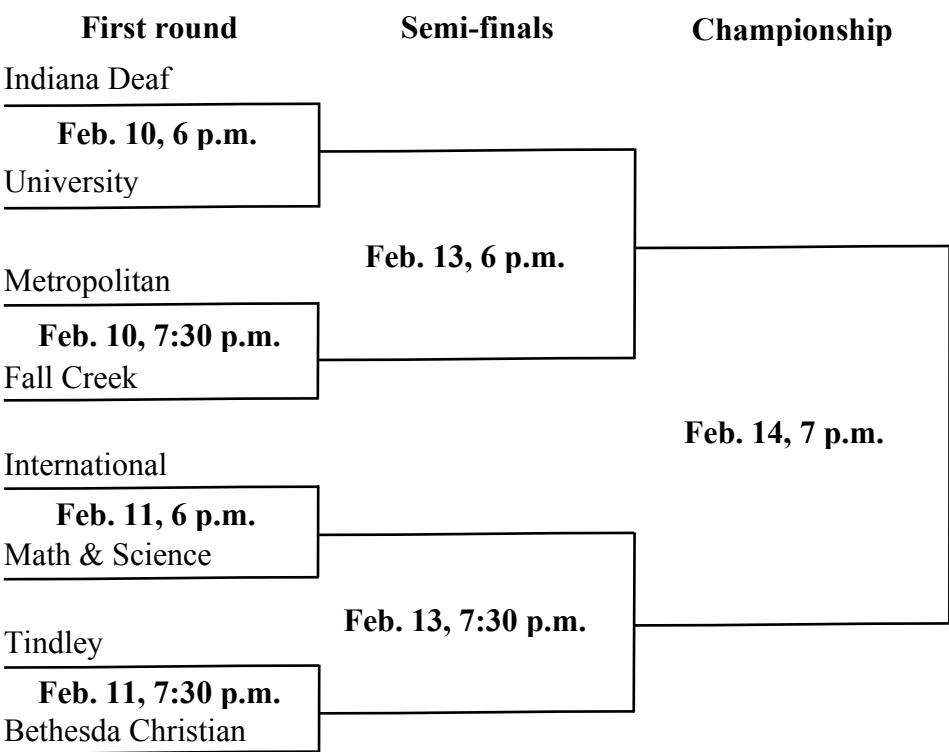 First round
Semi-finals
Championship
Indiana Deaf
Feb. 10, 6 p.m.
University
Metropolitan
Feb. 10, 7:30 p.m.
Fall Creek
International
Feb. 11, 6 p.m.
Math & Science
Tindley
Feb. 11, 7:30 p.m.
Bethesda Christian
Feb. 13, 6 p.m.
Feb. 13, 7:30 p.m.
Feb. 14, 7 p.m.